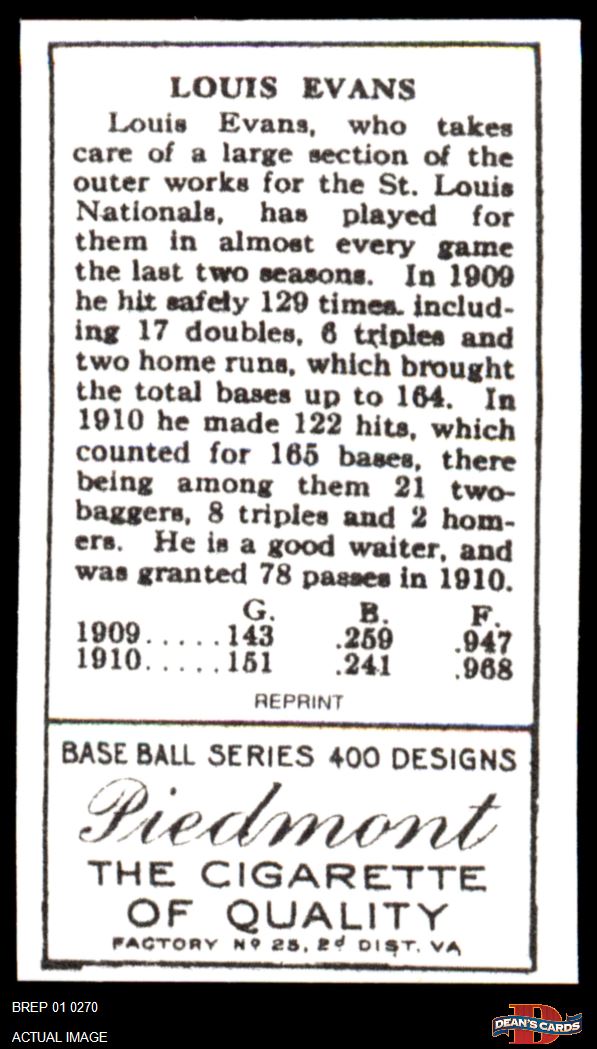 LOUIS EVANS
Louis Evans, who takes
care of a large section of the
outer works for the St. Louis
Nationals, has played for
them in almost every game
the last two seasons. In 1909
he hit safely 129 times. includ-
ing 17 doubles, 6 triples and
two home runs, which brought
the total bases up to 164. In
1910 he made 122 hits, which
counted for 165 bases, there
being among them 21 two-
baggers, 8 triples and 2 hom-
ers. He is a good waiter, and
was granted 78 passes in 1910.
G. B. F.
1909.....143 .259 .947
1910.....151 .241 .968
REPRINT
BASE BALL SERIES 400 DESIGNS
Piedmont
THE CIGARETTE
OF QUALITY
FACTORY Nº 25, 2d DIST. VA
BREP 01 0270
ACTUAL IMAGE
D
DEAN'S CARDS